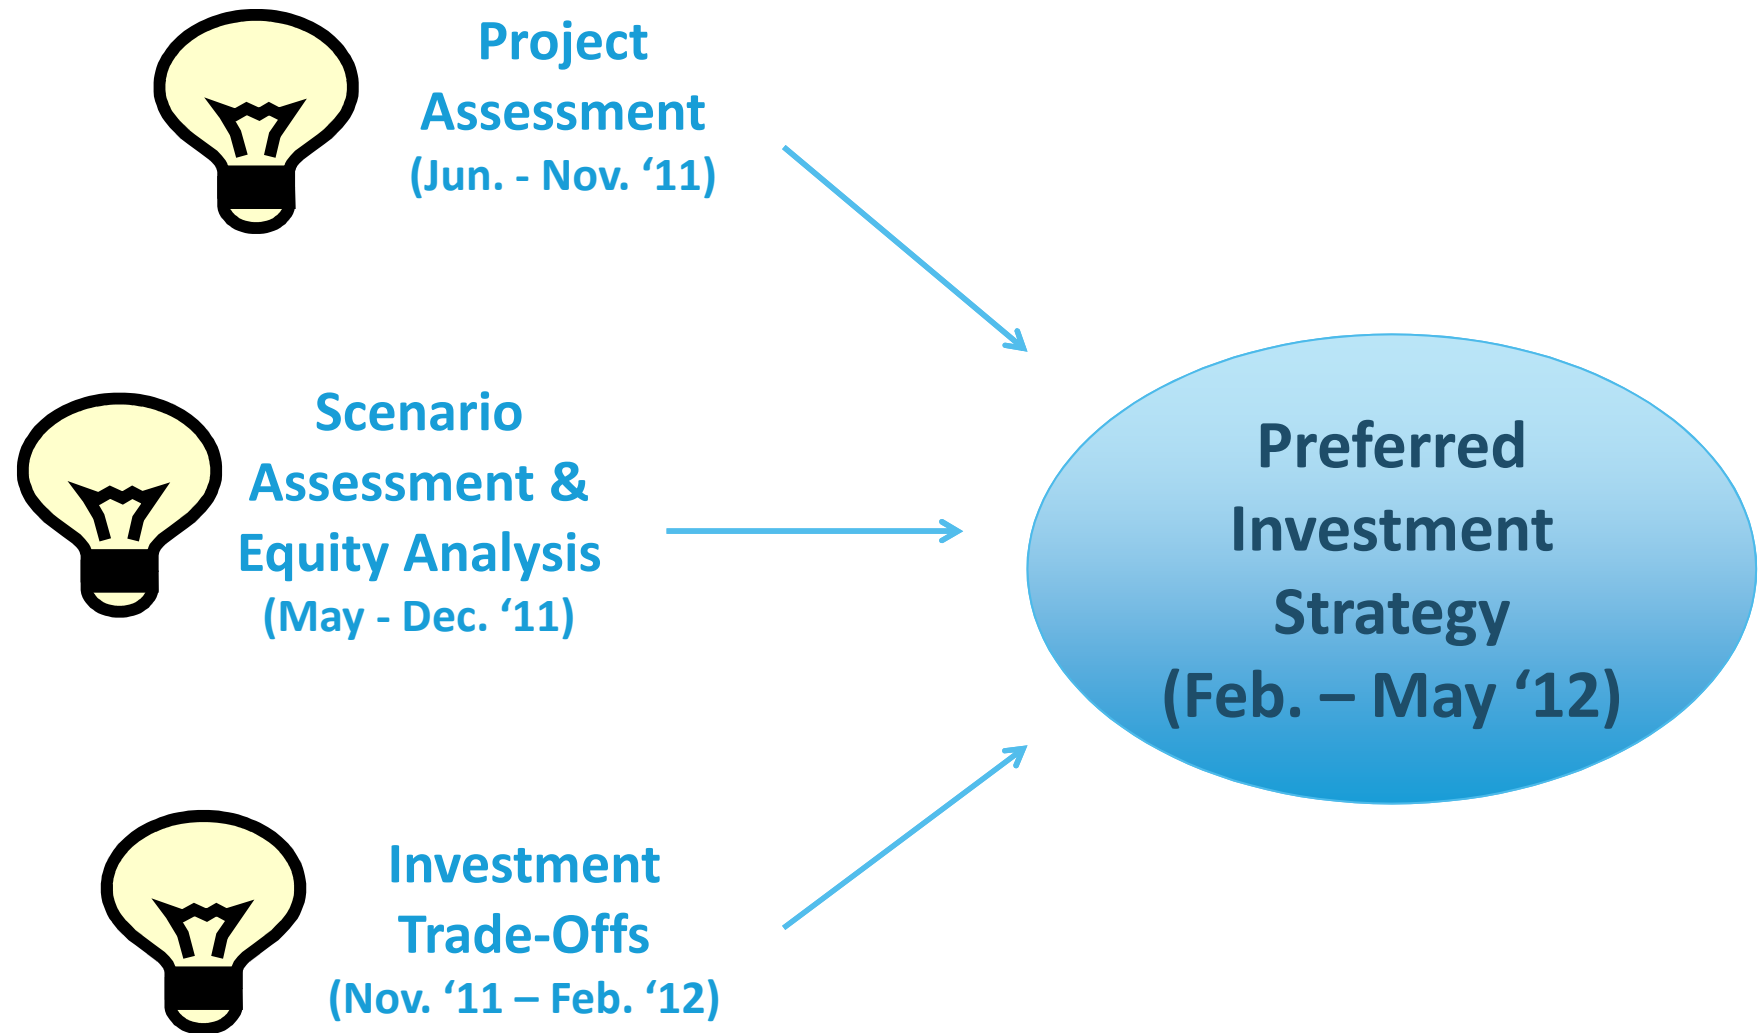 Project
Assessment
(Jun. - Nov. ‘11)
Scenario
Assessment &
Equity Analysis
(May - Dec. ‘11)
Investment
Trade-Offs
(Nov. ‘11 – Feb. ‘12)
Preferred
Investment
Strategy
(Feb. – May ‘12)